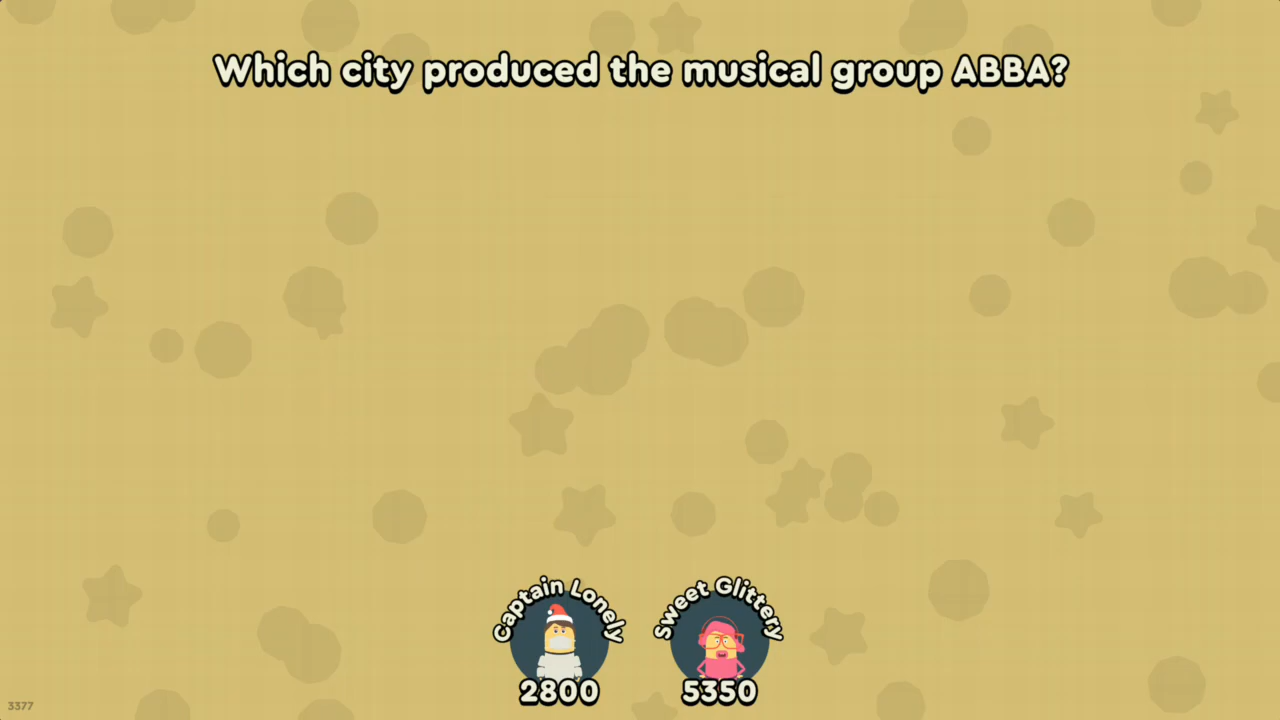 Which city produced the musical group ABBA?
Captain Lonely
Sweet Glittery
2800
5350
3377